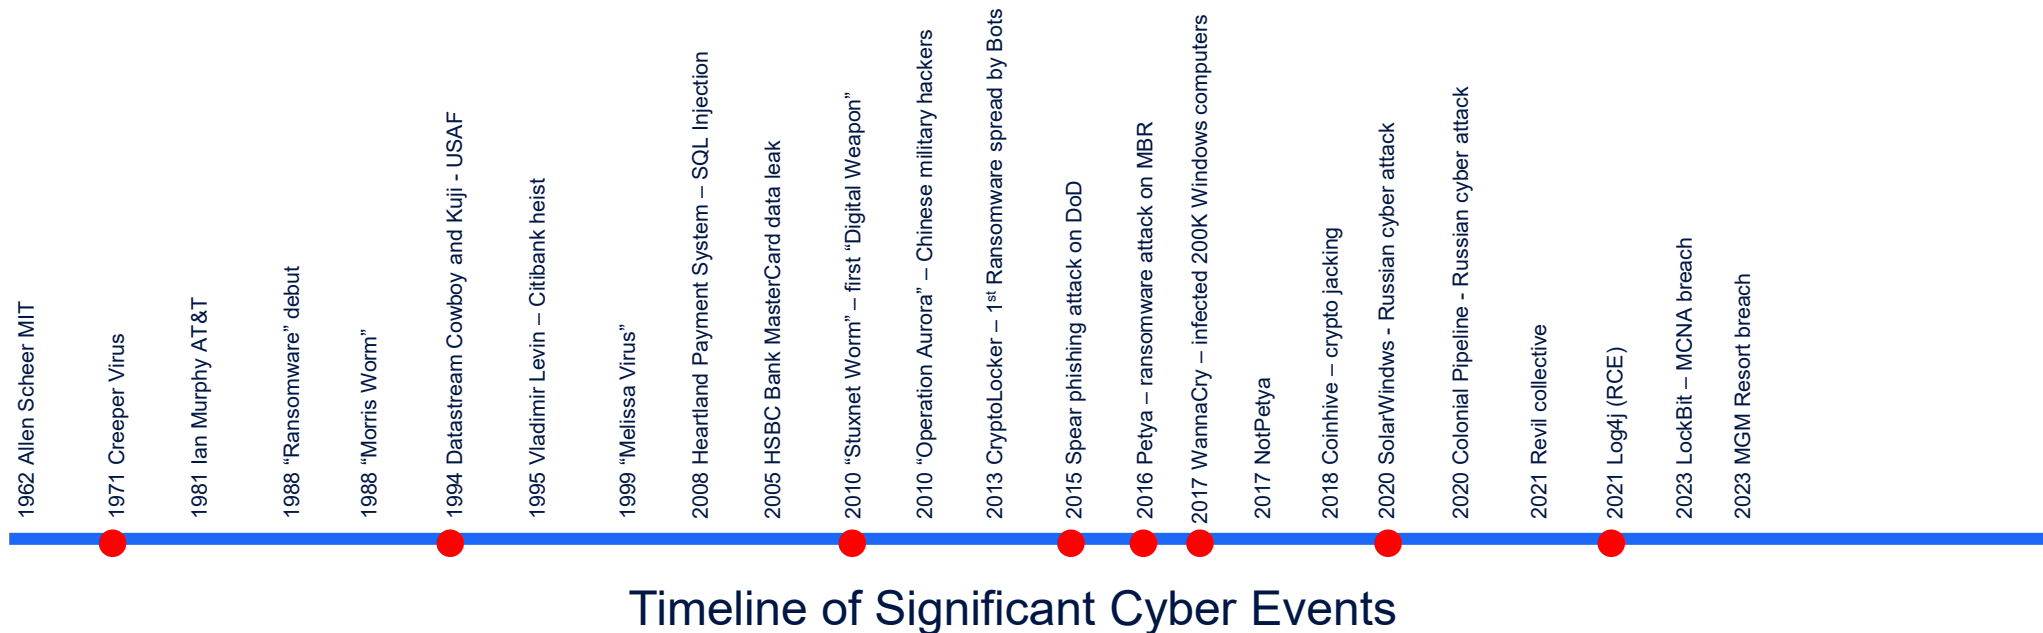 1962 Allen Scheer MIT
1971 Creeper Virus
1981 Ian Murphy AT&T
1988 “Ransomware” debut
1988 “Morris Worm”
1994 Datastream Cowboy and Kuji - USAF
1995 Vladimir Levin – Citibank heist
1999 “Melissa Virus”
2008 Heartland Payment System – SQL Injection
2005 HSBC Bank MasterCard data leak
2010 “Stuxnet Worm” – first “Digital Weapon”
2010 “Operation Aurora” – Chinese military hackers
2013 CryptoLocker – 1st Ransomware spread by Bots
2015 Spear phishing attack on DoD
2016 Petya – ransomware attack on MBR
2017 WannaCry – infected 200K Windows computers
2017 NotPetya
2018 Coinhive – crypto jacking
2020 SolarWindws - Russian cyber attack
2020 Colonial Pipeline - Russian cyber attack
2021 Revil collective
2021 Log4j (RCE)
2023 LockBit – MCNA breach
2023 MGM Resort breach
Timeline of Significant Cyber Events